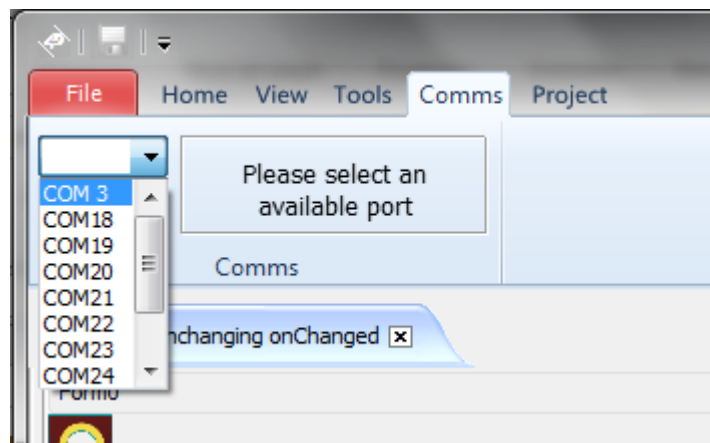 File Home View Tools Comms Project
Please select an
available port
COM 3
COM18
COM19
COM20
COM21
COM22
COM23
COM24
Comms
nchanging onChanged
Form0